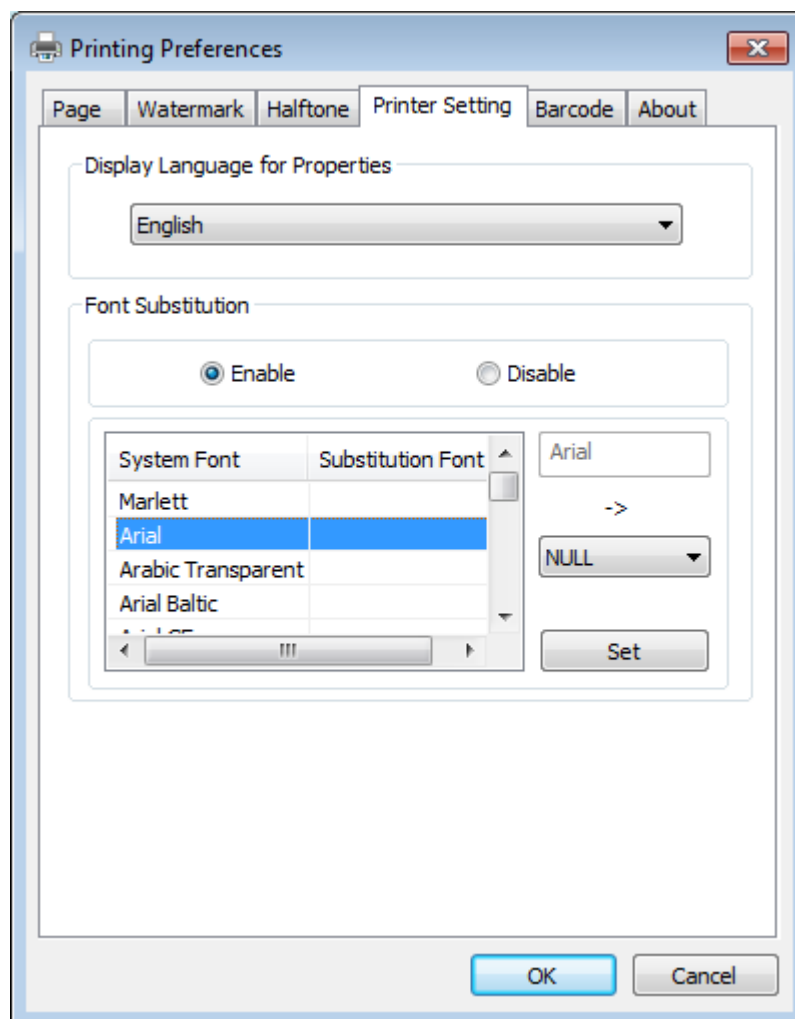 Printing Preferences
Page Watermark Halftone Printer Setting Barcode About
Display Language for Properties
English
Font Substitution
Enable Disable
System Font Substitution Font
Marlett
Arial
Arabic Transparent
Arial Baltic
Arial
->
NULL
Set
OK Cancel